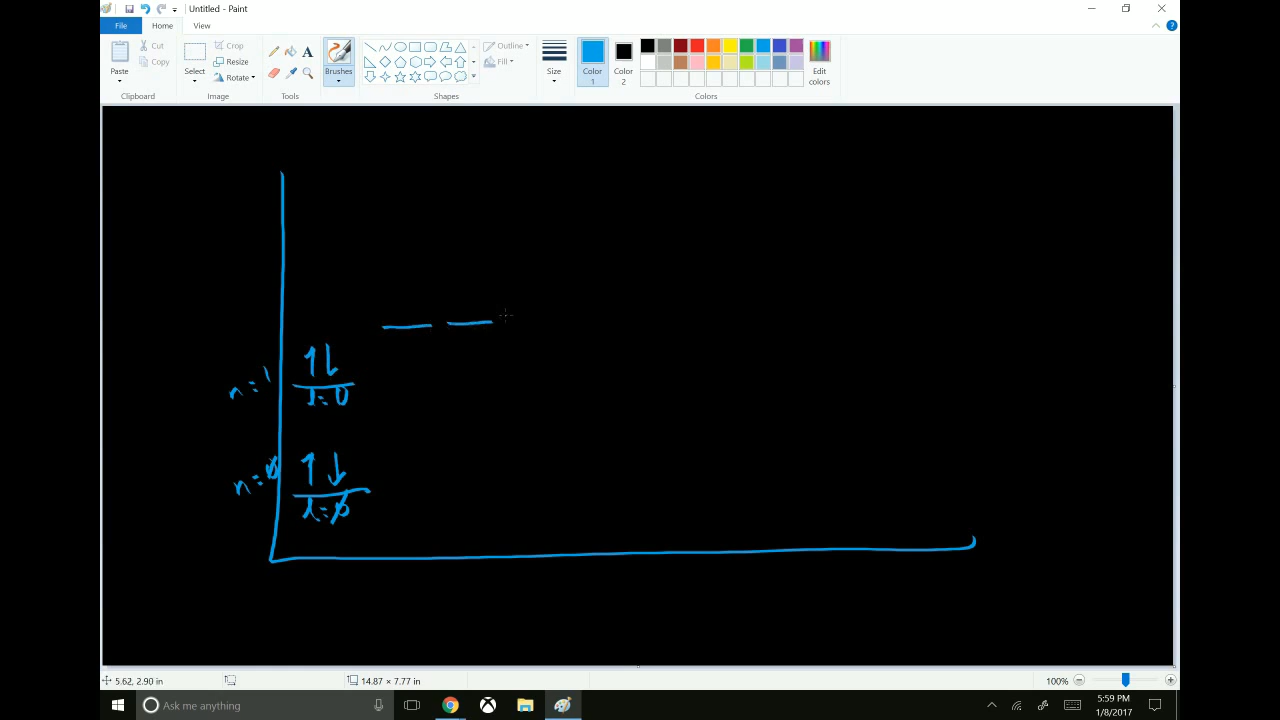 Untitled - Paint
File Home View
Paste
Cut
Copy
Clipboard
Select
Crop
Resize
Rotate
Image
A
Tools
Brushes
Shapes
Outline
Fill
Size
Color 1
Color 2
Edit colors
Colors
n=1
↑↓
l=0
n=0
↑↓
l=0
5.62, 2.90 in
14.87 × 7.77 in
100%
Ask me anything
5:59 PM
1/8/2017